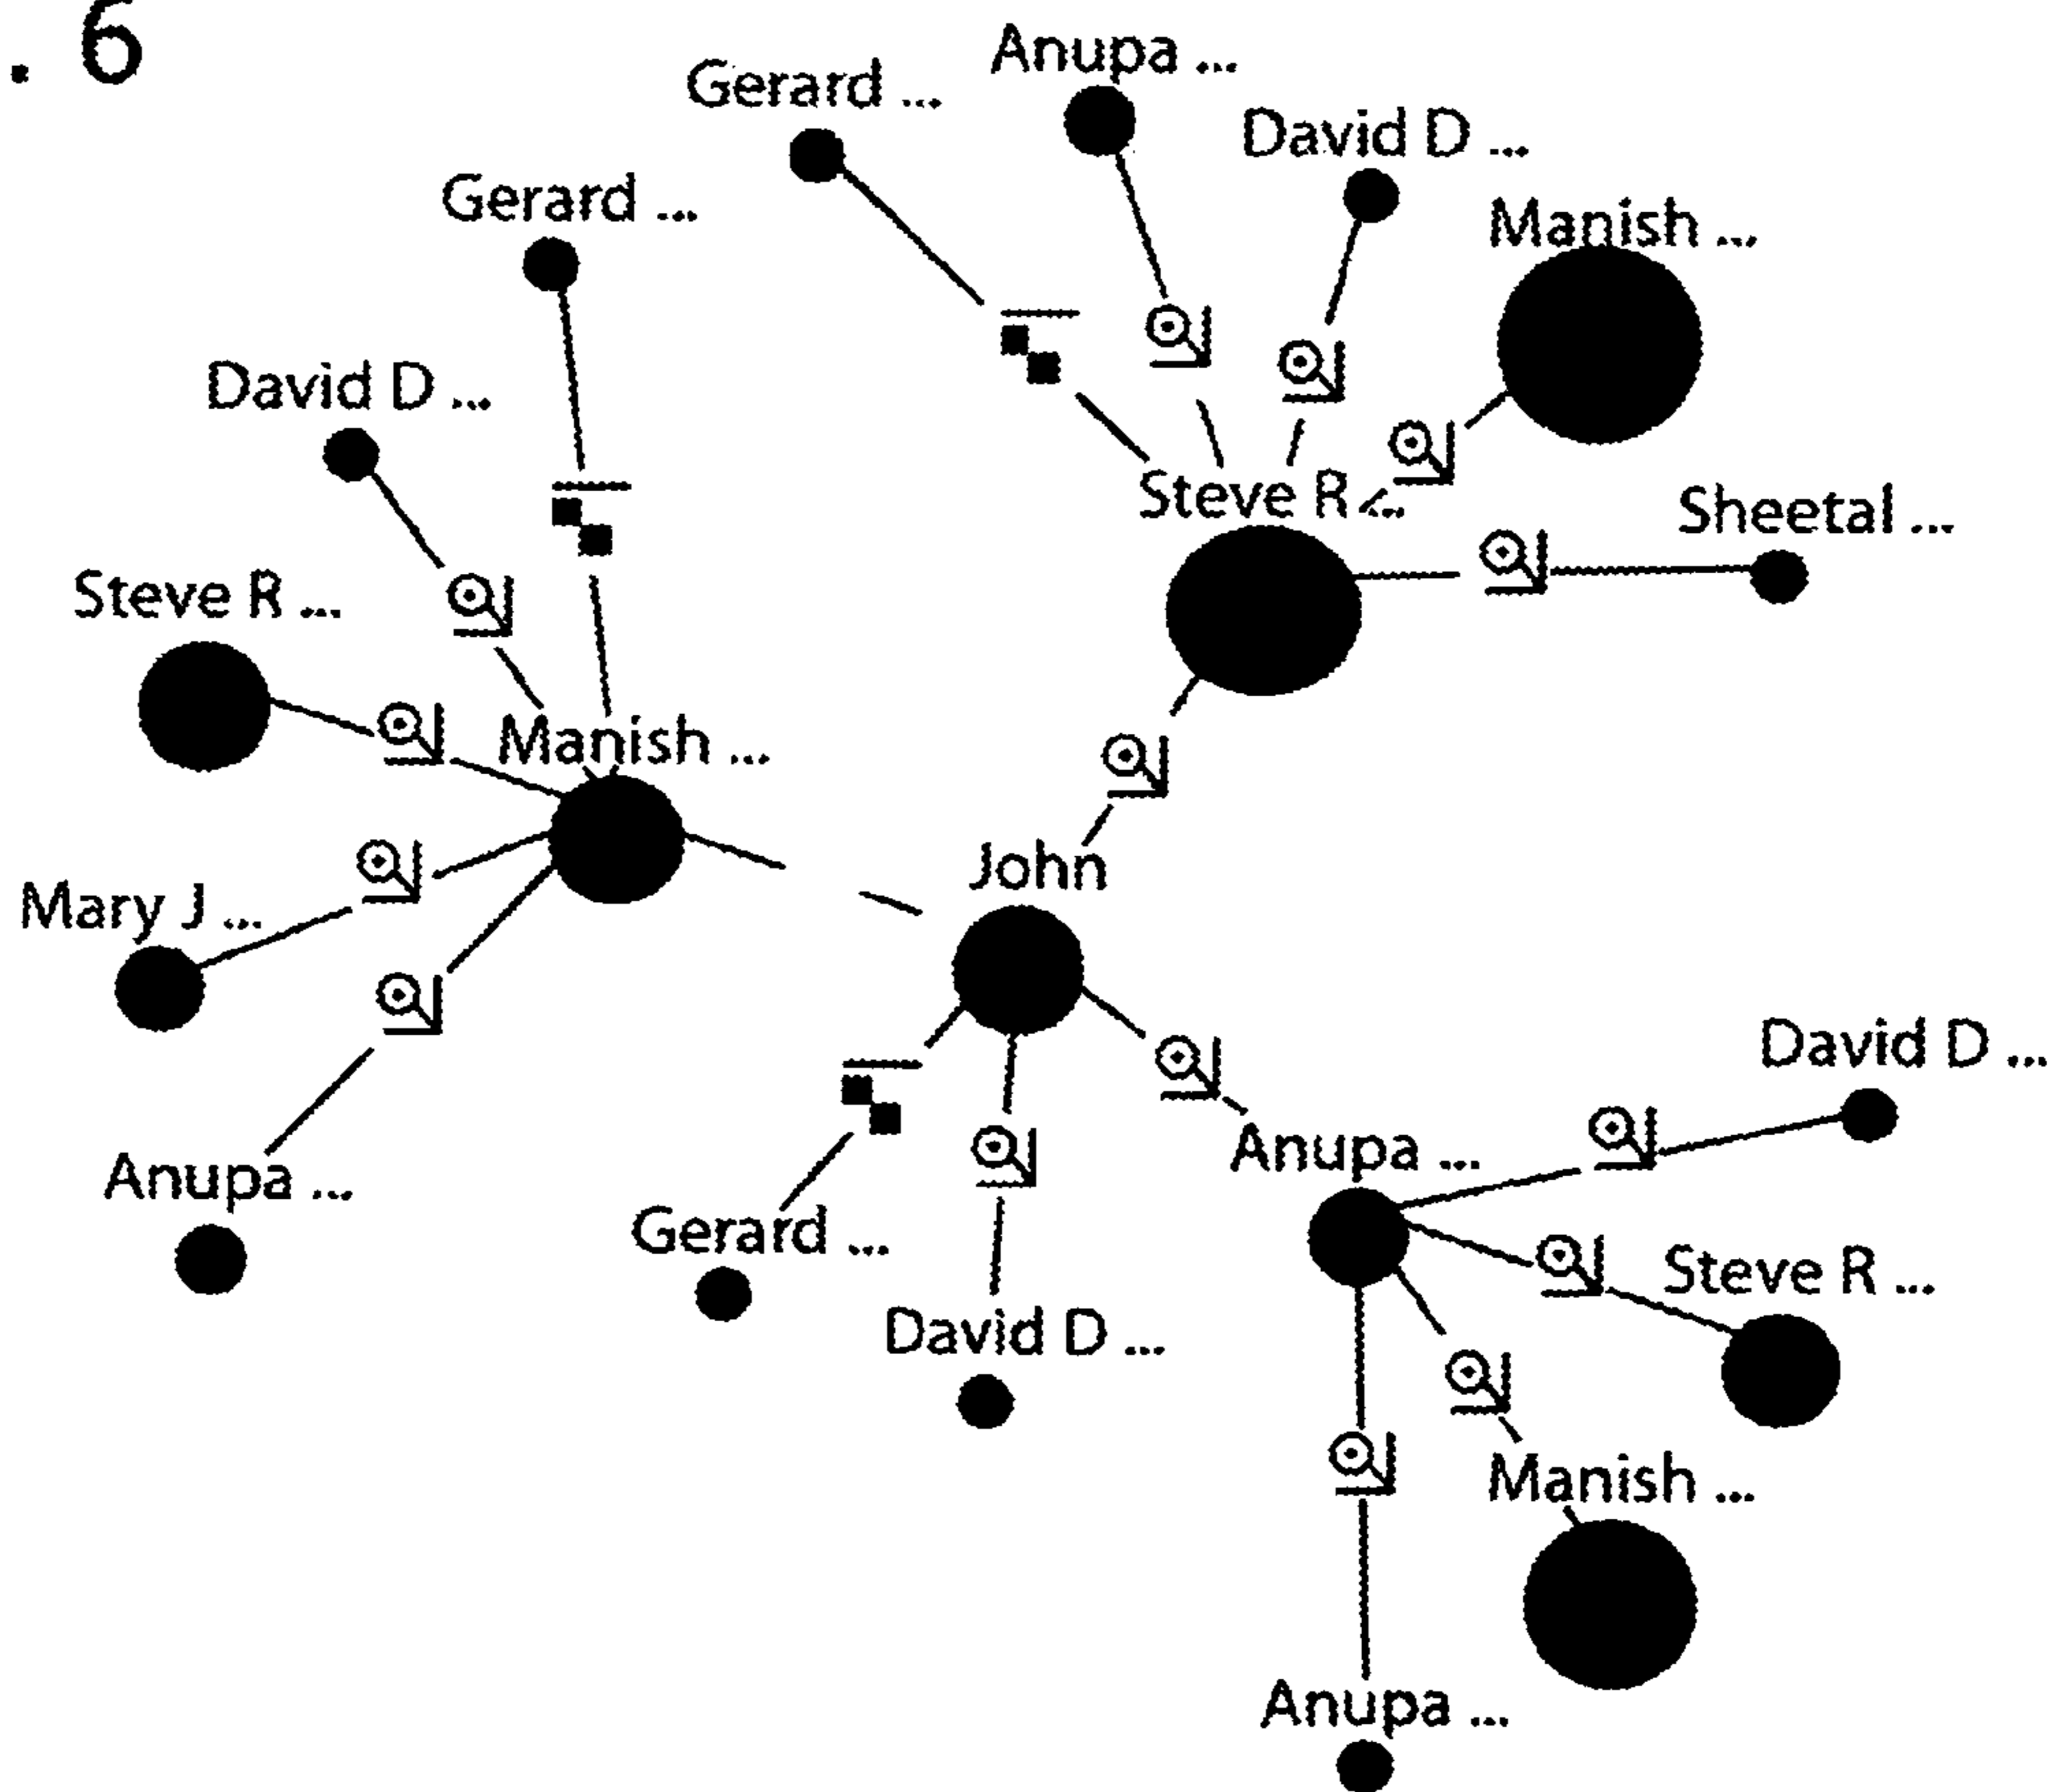 . 6
Anupa ...
Gerard ...
David D ...
Gerard ...
Manish ...
David D ...
Steve R ...
Sheetal ...
Steve R ...
Manish ...
John
Mary J ...
David D ...
Anupa ...
Anupa ...
Gerard ...
Steve R ...
David D ...
Manish ...
Anupa ...